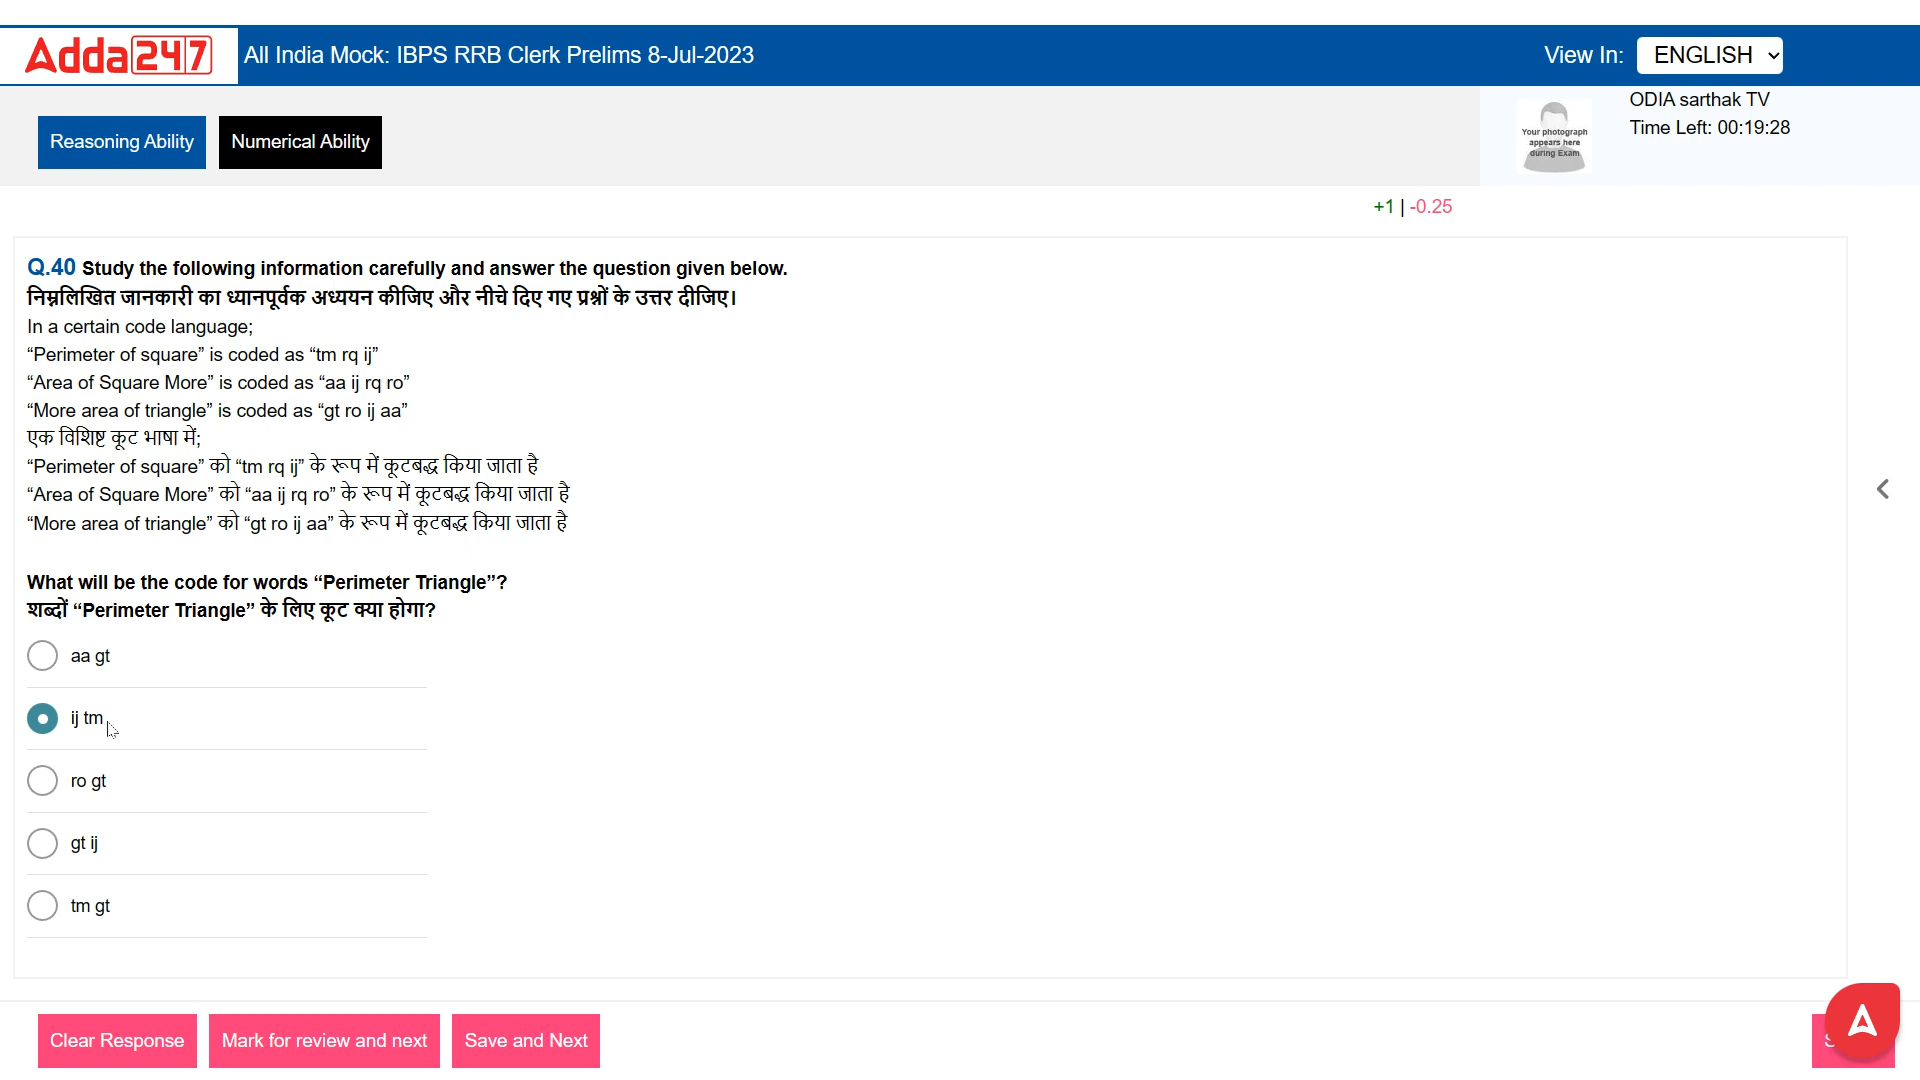 Adda247 All India Mock: IBPS RRB Clerk Prelims 8-Jul-2023 View In: ENGLISH
ODIA sarthak TV
Time Left: 00:19:28
Your photograph
appears here
during Exam
Reasoning Ability Numerical Ability
+1 | -0.25
Q.40 Study the following information carefully and answer the question given below.
निम्नलिखित जानकारी का ध्यानपूर्वक अध्ययन कीजिए और नीचे दिए गए प्रश्नों के उत्तर दीजिए।
In a certain code language;
“Perimeter of square” is coded as “tm rq ij”
“Area of Square More” is coded as “aa ij rq ro”
“More area of triangle” is coded as “gt ro ij aa”
एक विशिष्ट कूट भाषा में;
“Perimeter of square” को “tm rq ij” के रूप में कूटबद्ध किया जाता है
“Area of Square More” को “aa ij rq ro” के रूप में कूटबद्ध किया जाता है
“More area of triangle” को “gt ro ij aa” के रूप में कूटबद्ध किया जाता है
What will be the code for words “Perimeter Triangle”?
शब्दों “Perimeter Triangle” के लिए कूट क्या होगा?
aa gt
ij tm
ro gt
gt ij
tm gt
Clear Response Mark for review and next Save and Next